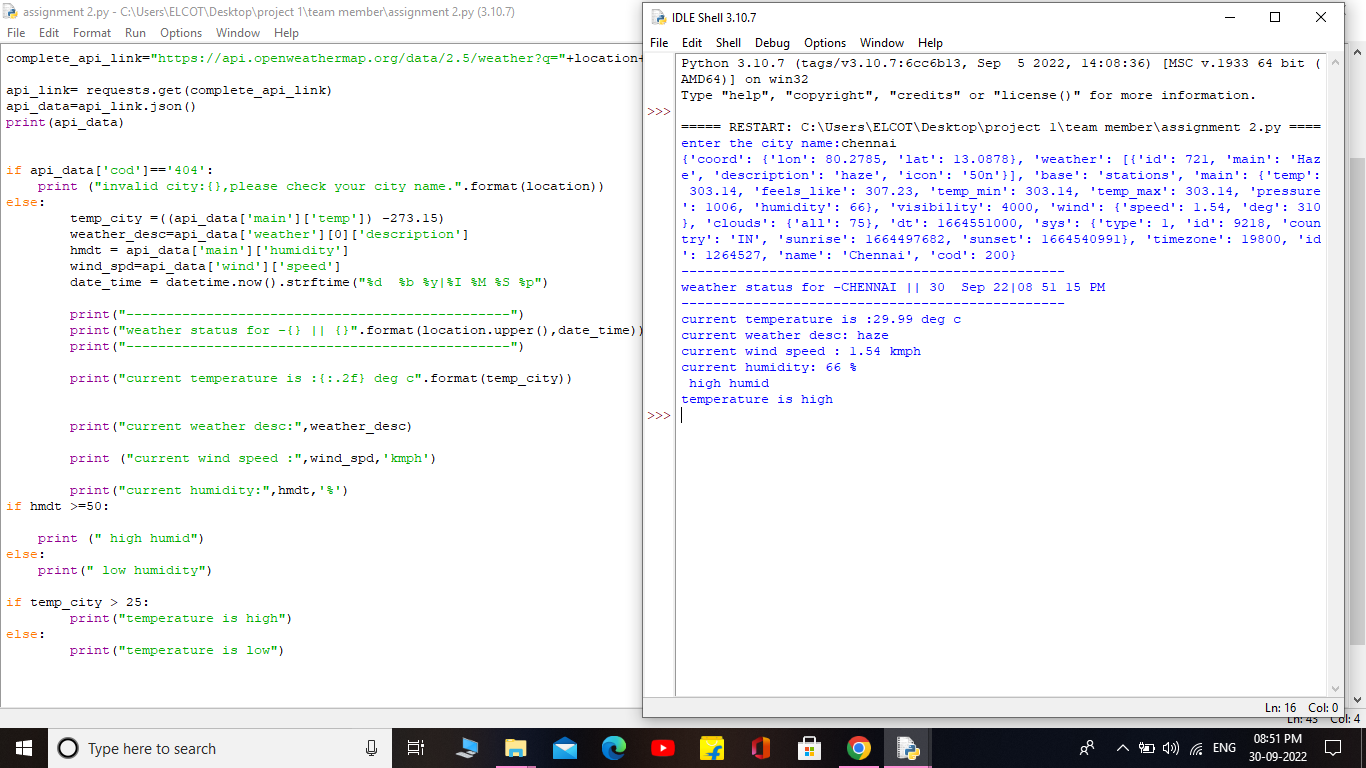 assignment 2.py - C:\Users\ELCOT\Desktop\project 1\team member\assignment 2.py (3.10.7)
File Edit Format Run Options Window Help
complete_api_link="https://api.openweathermap.org/data/2.5/weather?q="+location+
api_link= requests.get(complete_api_link)
api_data=api_link.json()
print(api_data)
if api_data['cod']=='404':
print ("invalid city:{},please check your city name.".format(location))
else:
temp_city =((api_data['main']['temp']) -273.15)
weather_desc=api_data['weather'][0]['description']
hmdt = api_data['main']['humidity']
wind_spd=api_data['wind']['speed']
date_time = datetime.now().strftime("%d  %b %y|%I %M %S %p")
print("------------------------------------------------")
print("weather status for -{} || {}".format(location.upper(),date_time))
print("------------------------------------------------")
print("current temperature is :{:.2f} deg c".format(temp_city))
print("current weather desc:",weather_desc)
print ("current wind speed :",wind_spd,'kmph')
print("current humidity:",hmdt,'%')
if hmdt >=50:
print (" high humid")
else:
print(" low humidity")
if temp_city > 25:
print("temperature is high")
else:
print("temperature is low")
IDLE Shell 3.10.7
File Edit Shell Debug Options Window Help
Python 3.10.7 (tags/v3.10.7:6cc6b13, Sep  5 2022, 14:08:36) [MSC v.1933 64 bit (
AMD64)] on win32
Type "help", "copyright", "credits" or "license()" for more information.
>>>
===== RESTART: C:\Users\ELCOT\Desktop\project 1\team member\assignment 2.py ====
enter the city name:chennai
{'coord': {'lon': 80.2785, 'lat': 13.0878}, 'weather': [{'id': 721, 'main': 'Haz
e', 'description': 'haze', 'icon': '50n'}], 'base': 'stations', 'main': {'temp':
303.14, 'feels_like': 307.23, 'temp_min': 303.14, 'temp_max': 303.14, 'pressure
': 1006, 'humidity': 66}, 'visibility': 4000, 'wind': {'speed': 1.54, 'deg': 310
}, 'clouds': {'all': 75}, 'dt': 1664551000, 'sys': {'type': 1, 'id': 9218, 'coun
try': 'IN', 'sunrise': 1664497682, 'sunset': 1664540991}, 'timezone': 19800, 'id
': 1264527, 'name': 'Chennai', 'cod': 200}
------------------------------------------------
weather status for -CHENNAI || 30  Sep 22|08 51 15 PM
------------------------------------------------
current temperature is :29.99 deg c
current weather desc: haze
current wind speed : 1.54 kmph
current humidity: 66 %
high humid
temperature is high
>>>
Ln: 16 Col: 0
Ln: 43 Col: 4
Type here to search
ENG
08:51 PM
30-09-2022